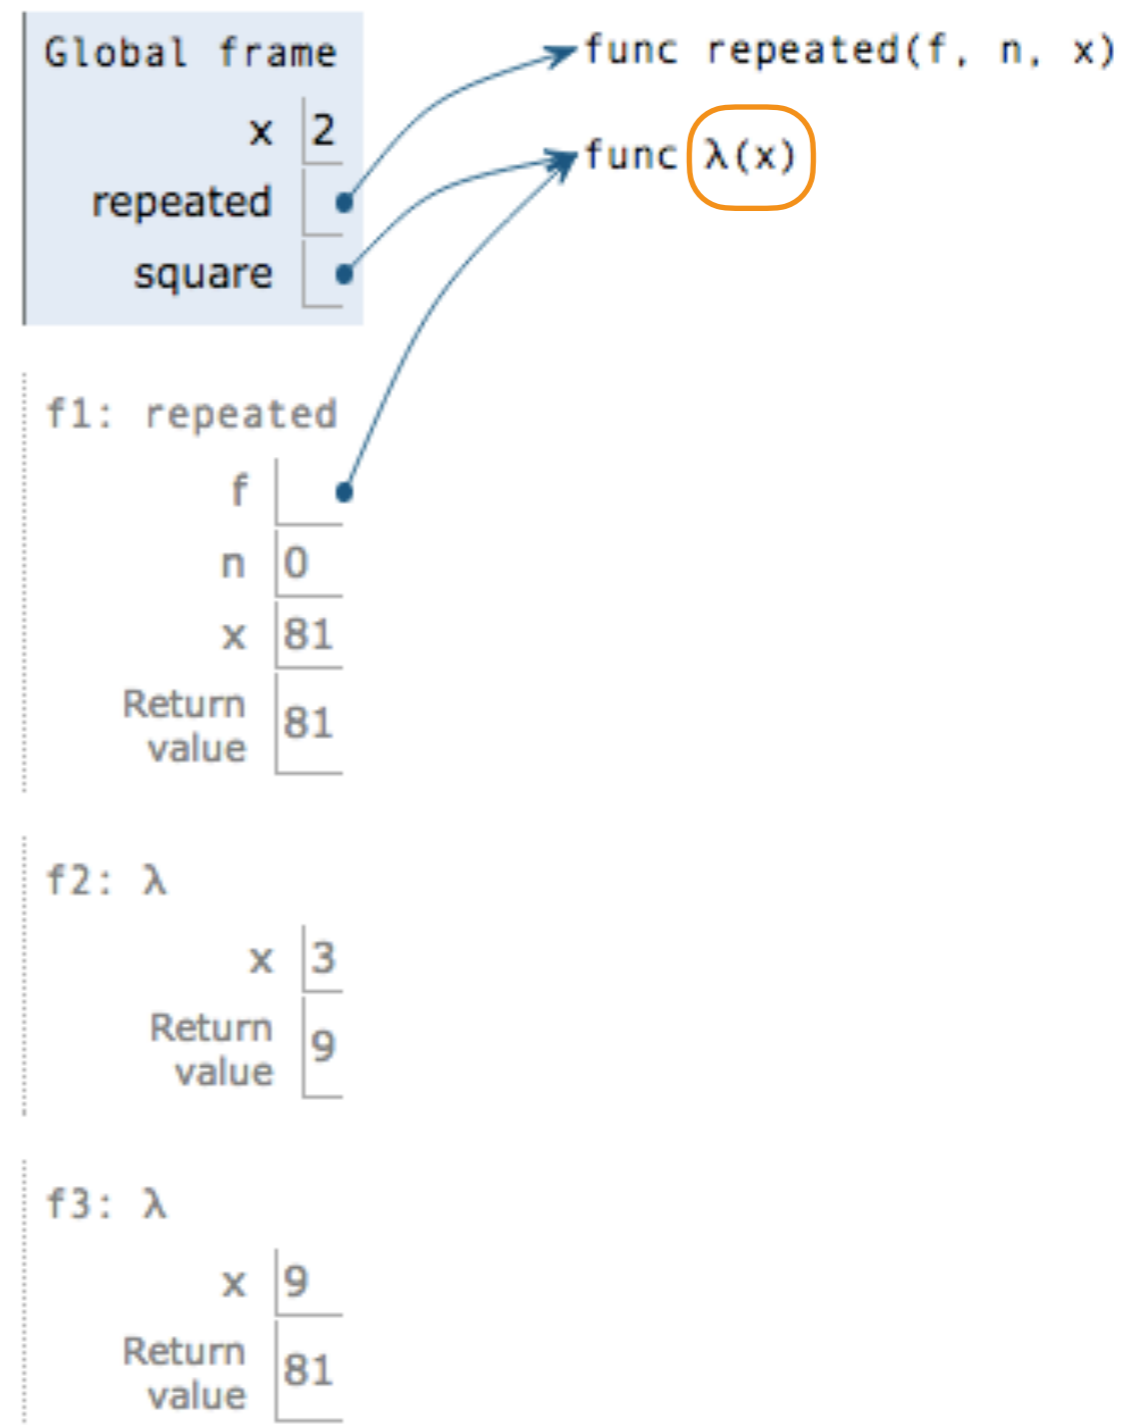 Global frame
func repeated(f, n, x)
x 2
func λ(x)
repeated
square
f1: repeated
f
n 0
x 81
Return
value 81
f2: λ
x 3
Return
value 9
f3: λ
x 9
Return
value 81